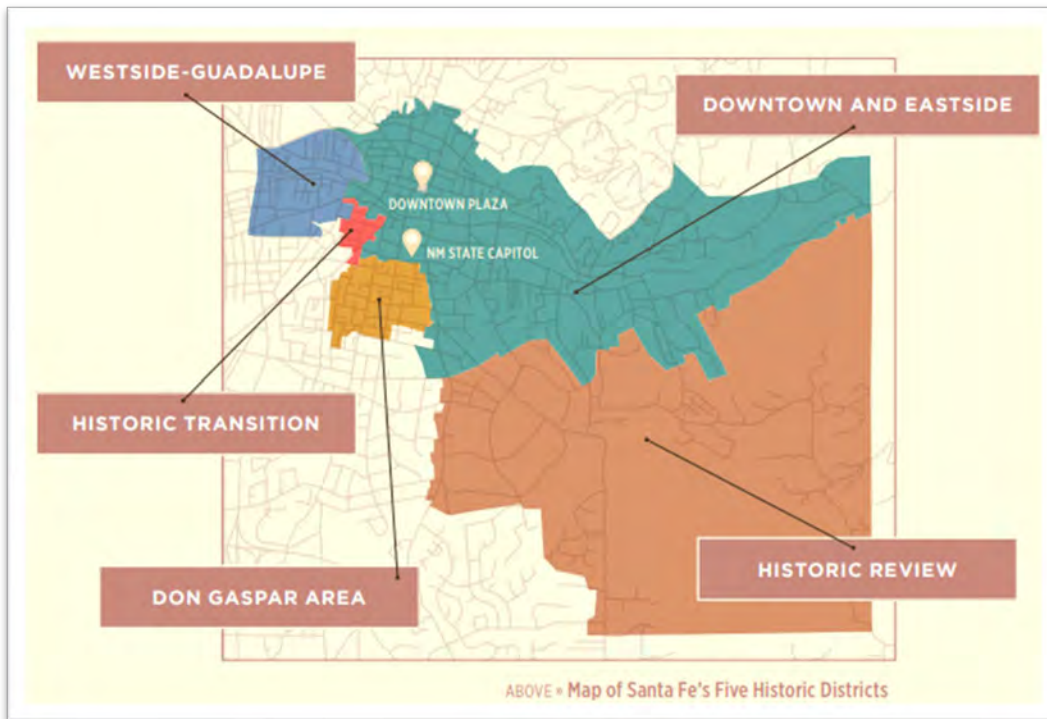 WESTSIDE-GUADALUPE
DOWNTOWN AND EASTSIDE
DOWNTOWN PLAZA
NM STATE CAPITOL
HISTORIC TRANSITION
DON GASPAR AREA
HISTORIC REVIEW
ABOVE » Map of Santa Fe's Five Historic Districts